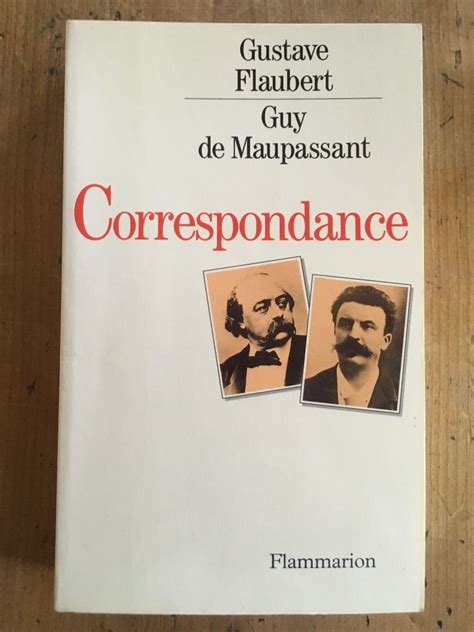 Gustave
Flaubert
Guy
de Maupassant
Correspondance
Flammarion